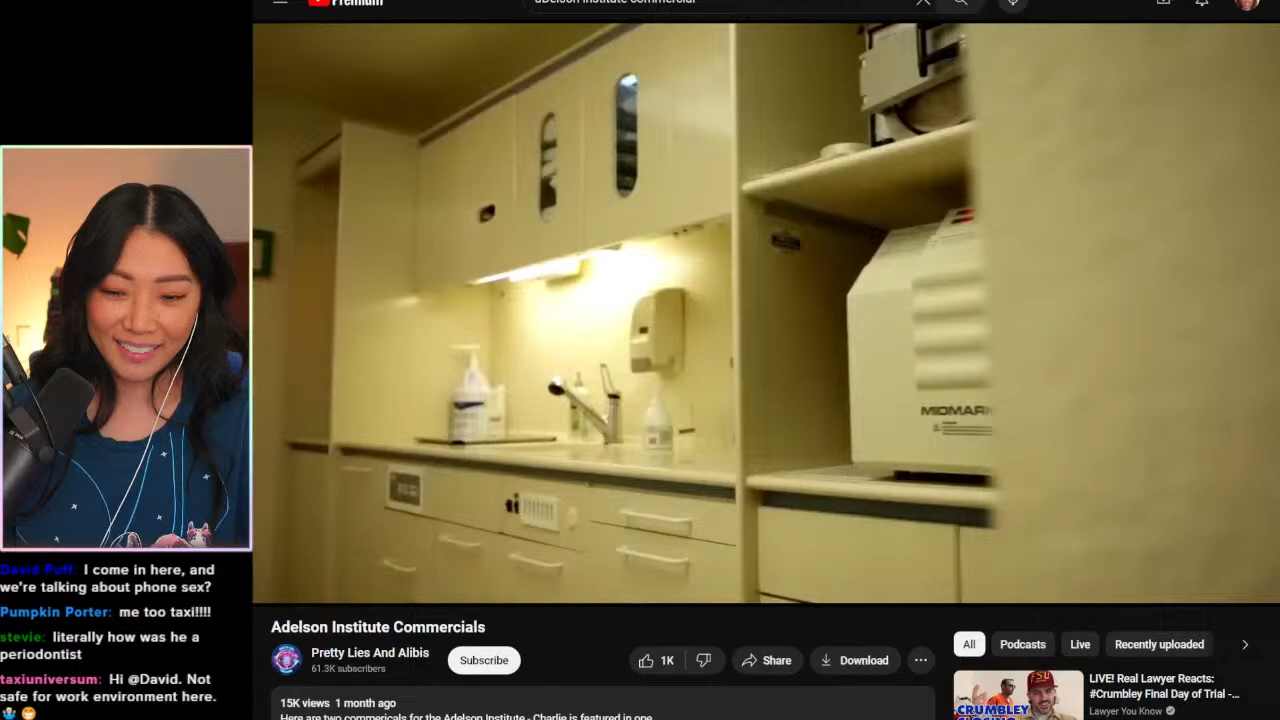 Premium
adelson institute commercial
MIDMARK
David Puff: I come in here, and
we're talking about phone sex?
Pumpkin Porter: me too taxi!!!!
stevie: literally how was he a
periodontist
taxiuniversum: Hi @David. Not
safe for work environment here.
Adelson Institute Commercials
Pretty Lies And Alibis
61.3K subscribers
Subscribe
1K
Share
Download
...
15K views 1 month ago
Here are two commericals for the Adelson Institute - Charlie is featured in one
All
Podcasts
Live
Recently uploaded
FSU
CRUMBLEY
LIVE! Real Lawyer Reacts:
#Crumbley Final Day of Trial -...
Lawyer You Know